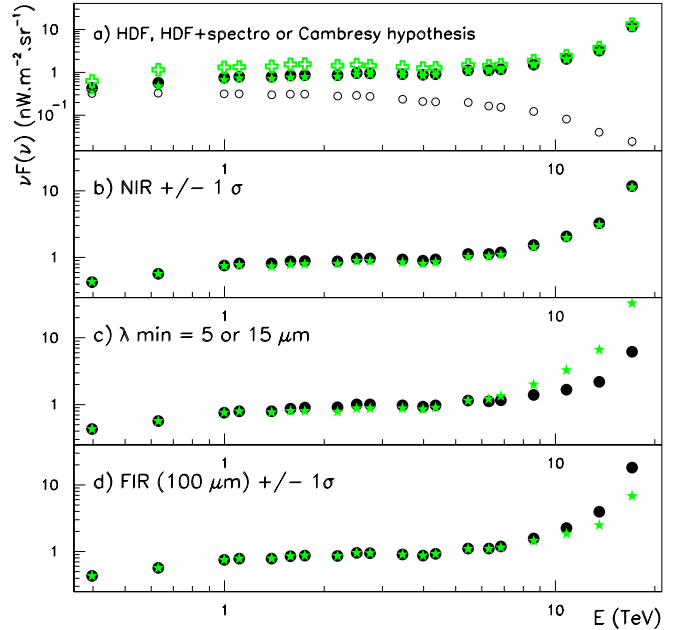 νF(ν) (nW.m⁻².sr⁻¹)
a) HDF, HDF+spectro or Cambresy hypothesis
10
1
10⁻¹
1
10
b) NIR +/− 1 σ
10
1
1
10
c) λ min = 5 or 15 μm
10
1
1
10
d) FIR (100 μm) +/− 1σ
10
1
1
10
E (TeV)